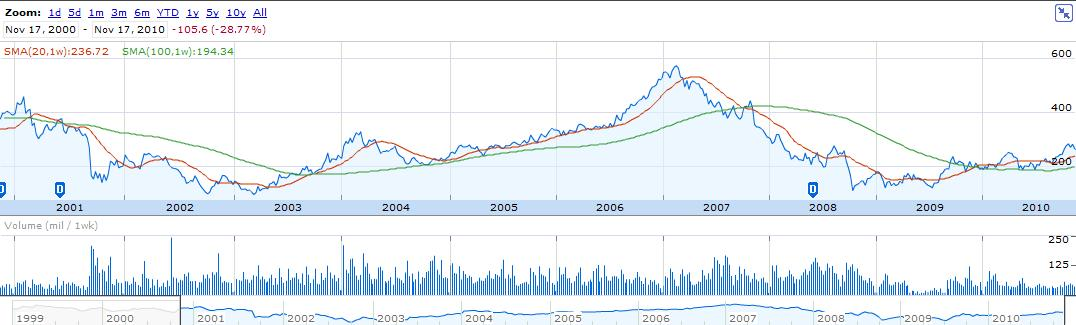 Zoom: 1d 5d 1m 3m 6m YTD 1y 5y 10y All
Nov 17, 2000 - Nov 17, 2010 -105.6 (-28.77%)
SMA(20,1w):236.72 SMA(100,1w):194.34
600
400
200
D D D
2001 2002 2003 2004 2005 2006 2007 2008 2009 2010
Volume (mil / 1wk)
250
125
1999 2000 2001 2002 2003 2004 2005 2006 2007 2008 2009 2010